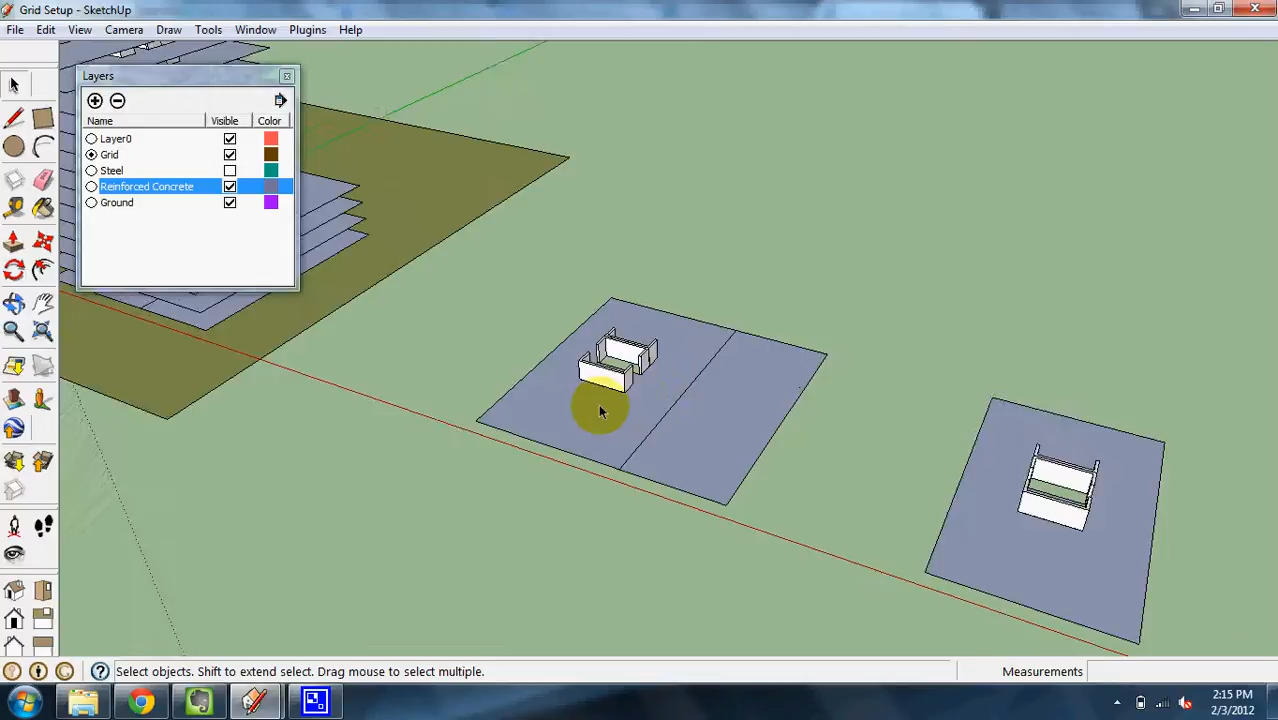 Grid Setup - SketchUp
File Edit View Camera Draw Tools Window Plugins Help
Layers
Name Visible Color
Layer0
Grid
Steel
Reinforced Concrete
Ground
Select objects. Shift to extend select. Drag mouse to select multiple. Measurements
2:15 PM
2/3/2012